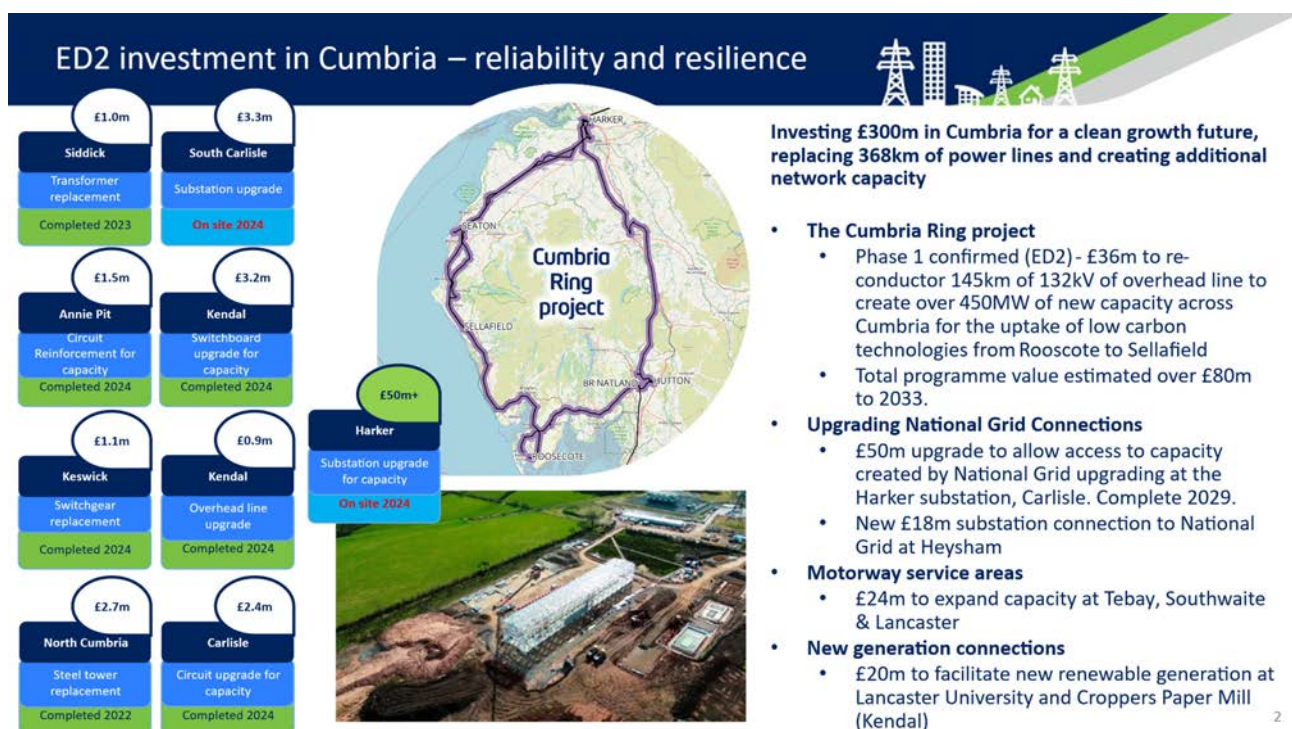 ED2 investment in Cumbria – reliability and resilience
£1.0m
Siddick
Transformer
replacement
Completed 2023
£3.3m
South Carlisle
Substation upgrade
On site 2024
£1.5m
Annie Pit
Circuit
Reinforcement for
capacity
Completed 2024
£3.2m
Kendal
Switchboard
upgrade for
capacity
Completed 2024
£1.1m
Keswick
Switchgear
replacement
Completed 2024
£0.9m
Kendal
Overhead line
upgrade
Completed 2024
£2.7m
North Cumbria
Steel tower
replacement
Completed 2022
£2.4m
Carlisle
Circuit upgrade for
capacity
Completed 2024
£50m+
Harker
Substation upgrade
for capacity
On site 2024
HARKER
SEATON
Cumbria
Ring
project
SELLAFIELD
BR NATLAND
HUTTON
ROOSECOTE
Investing £300m in Cumbria for a clean growth future,
replacing 368km of power lines and creating additional
network capacity
• The Cumbria Ring project
• Phase 1 confirmed (ED2) - £36m to re-
conductor 145km of 132kV of overhead line to
create over 450MW of new capacity across
Cumbria for the uptake of low carbon
technologies from Rooscote to Sellafield
• Total programme value estimated over £80m
to 2033.
• Upgrading National Grid Connections
• £50m upgrade to allow access to capacity
created by National Grid upgrading at the
Harker substation, Carlisle. Complete 2029.
• New £18m substation connection to National
Grid at Heysham
• Motorway service areas
• £24m to expand capacity at Tebay, Southwaite
& Lancaster
• New generation connections
• £20m to facilitate new renewable generation at
Lancaster University and Croppers Paper Mill
(Kendal)
2